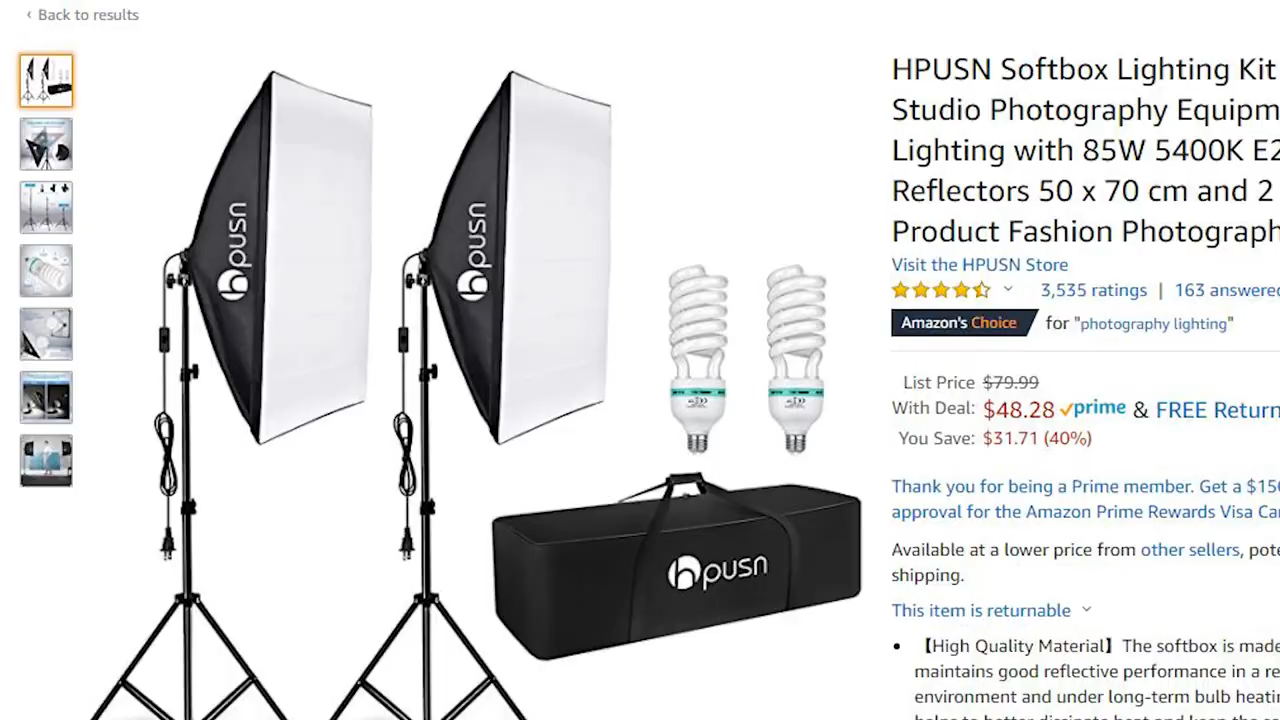 ‹ Back to results
HPUSN Softbox Lighting Kit
Studio Photography Equipm
Lighting with 85W 5400K E2
Reflectors 50 x 70 cm and 2
Product Fashion Photograph
Visit the HPUSN Store
3,535 ratings | 163 answered
Amazon's Choice for "photography lighting"
List Price $79.99
With Deal: $48.28 prime & FREE Return
You Save: $31.71 (40%)
Thank you for being a Prime member. Get a $150
approval for the Amazon Prime Rewards Visa Car
Available at a lower price from other sellers, pote
shipping.
This item is returnable
• 【High Quality Material】The softbox is made
maintains good reflective performance in a re
environment and under long-term bulb heatin
hpusn
hpusn
hpusn